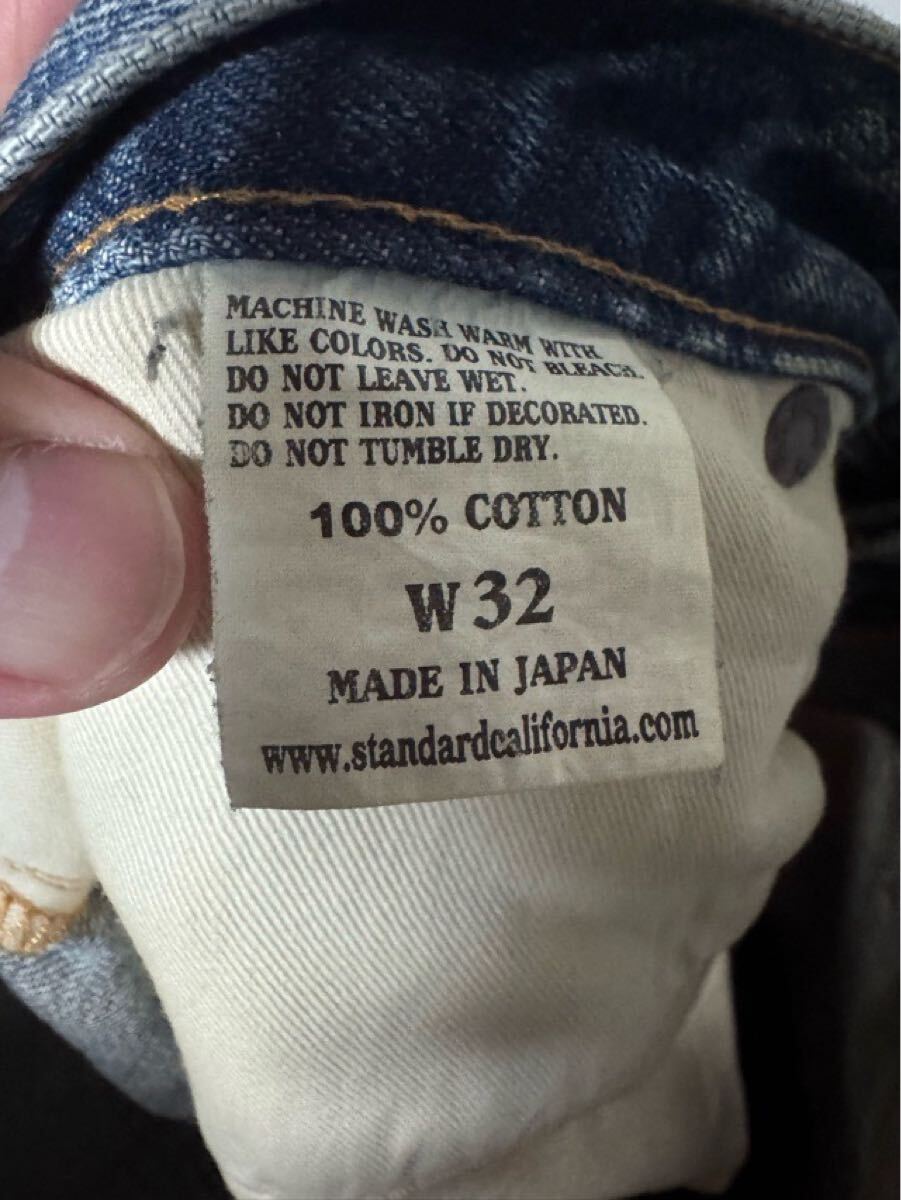 MACHINE WASH WARM WITH
LIKE COLORS. DO NOT BLEACH.
DO NOT LEAVE WET.
DO NOT IRON IF DECORATED.
DO NOT TUMBLE DRY.
100% COTTON
W 32
MADE IN JAPAN
www.standardcalifornia.com